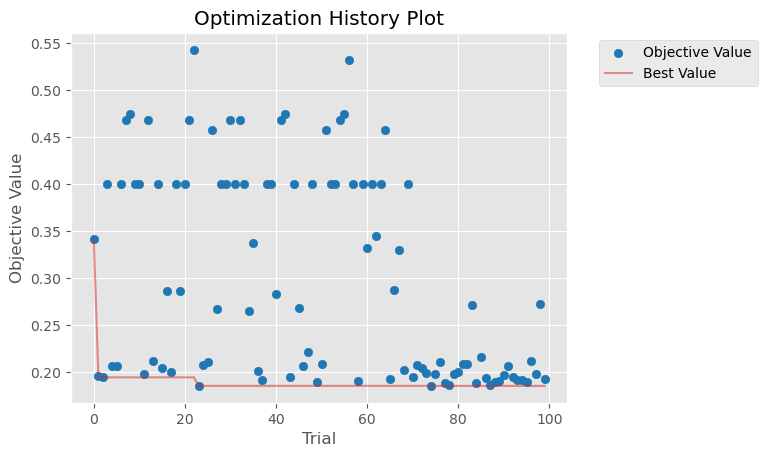 Optimization History Plot
Objective Value
Best Value
0.55
0.50
0.45
0.40
0.35
0.30
0.25
0.20
Objective Value
0
20
40
60
80
100
Trial